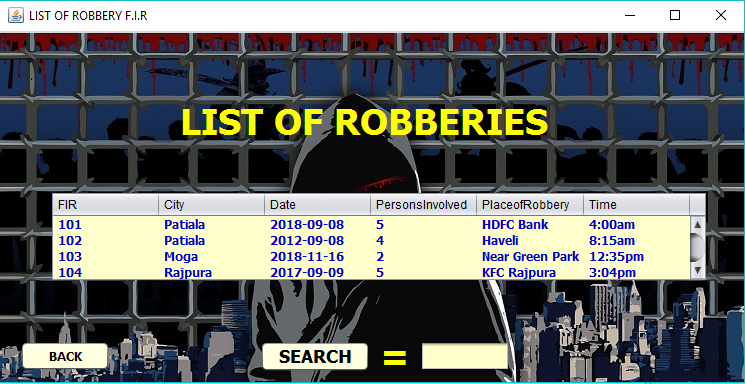 LIST OF ROBBERY F.I.R
LIST OF ROBBERIES
FIR City Date PersonsInvolved PlaceofRobbery Time
101 Patiala 2018-09-08 5 HDFC Bank 4:00am
102 Patiala 2012-09-08 4 Haveli 8:15am
103 Moga 2018-11-16 2 Near Green Park 12:35pm
104 Rajpura 2017-09-09 5 KFC Rajpura 3:04pm
BACK SEARCH =